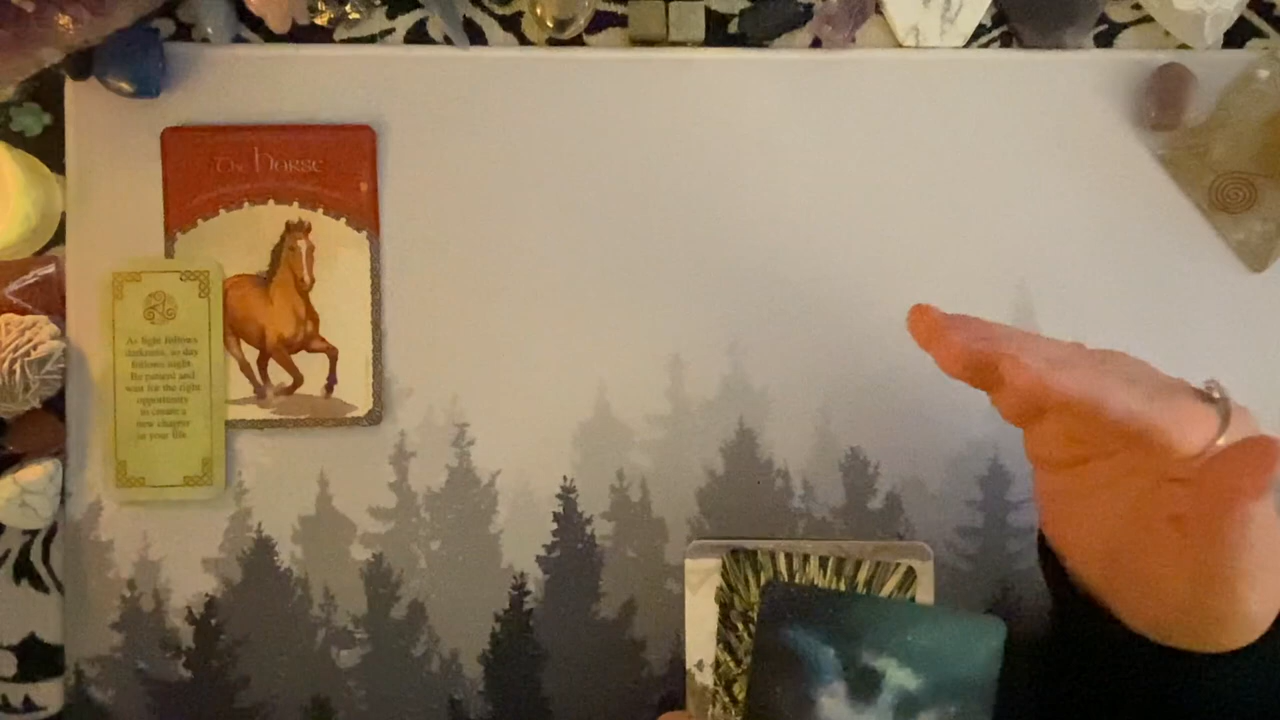 The Horse
As light follows
darkness, so day
follows night.
Be patient and
wait for the right
opportunity
to create a
new chapter
in your life.